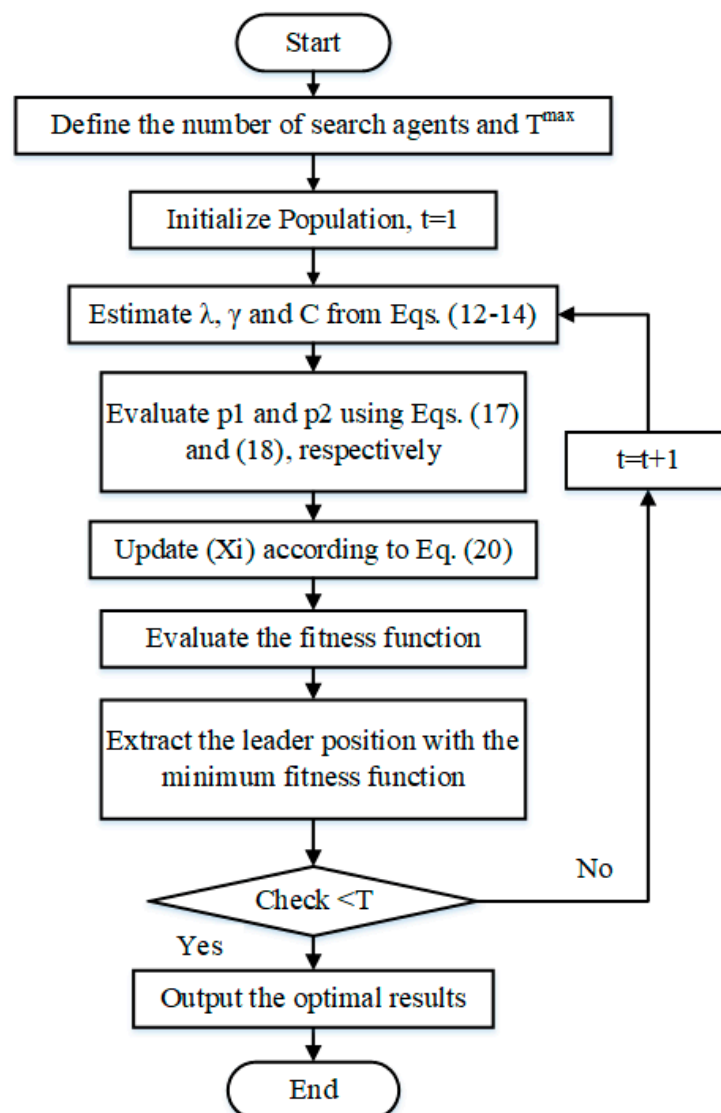 Start
Define the number of search agents and T^max
Initialize Population, t=1
Estimate λ, γ and C from Eqs. (12-14)
Evaluate p1 and p2 using Eqs. (17)
and (18), respectively
t=t+1
Update (Xi) according to Eq. (20)
Evaluate the fitness function
Extract the leader position with the
minimum fitness function
No
Check <T
Yes
Output the optimal results
End